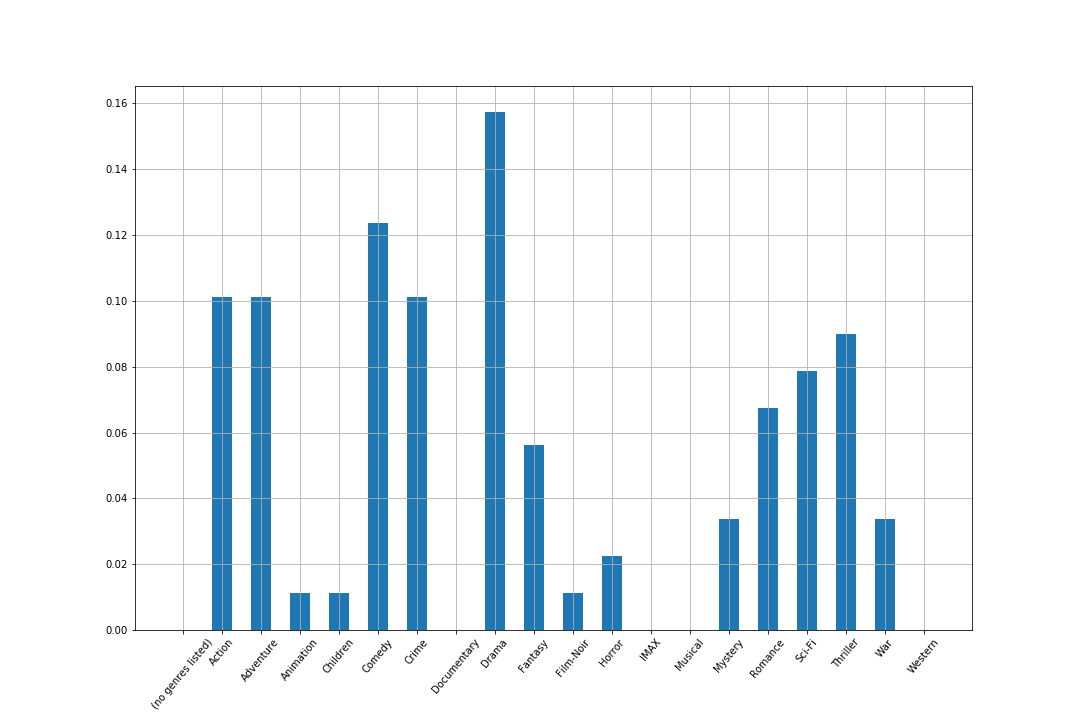 0.16
0.14
0.12
0.10
0.08
0.06
0.04
0.02
0.00
(no genres listed)
Action
Adventure
Animation
Children
Comedy
Crime
Documentary
Drama
Fantasy
Film-Noir
Horror
IMAX
Musical
Mystery
Romance
Sci-Fi
Thriller
War
Western